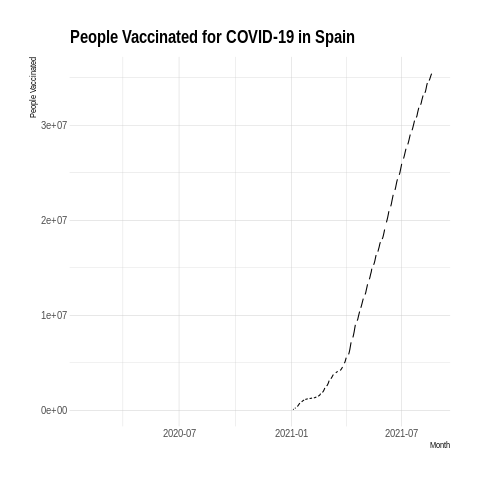 People Vaccinated for COVID-19 in Spain
People Vaccinated
3e+07
2e+07
1e+07
0e+00
2020-07 2021-01 2021-07
Month